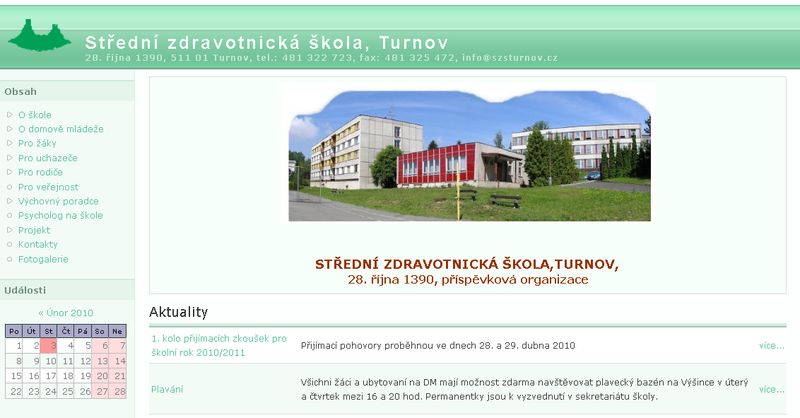 Střední zdravotnická škola, Turnov
28. října 1390, 511 01 Turnov, tel.: 481 322 723, fax: 481 325 472, info@szsturnov.cz
Obsah
O škole
O domově mládeže
Pro žáky
Pro uchazeče
Pro rodiče
Pro veřejnost
Výchovný poradce
Psycholog na škole
Projekt
Kontakty
Fotogalerie
Události
« Únor 2010
Po Út St Čt Pá So Ne
1 2 3 4 5 6 7
8 9 10 11 12 13 14
15 16 17 18 19 20 21
22 23 24 25 26 27 28
STŘEDNÍ ZDRAVOTNICKÁ ŠKOLA,TURNOV,
28. října 1390, příspěvková organizace
Aktuality
1. kolo přijímacích zkoušek pro
školní rok 2010/2011
Přijímací pohovory proběhnou ve dnech 28. a 29. dubna 2010
více...
Plavání
Všichni žáci a ubytovaní na DM mají možnost zdarma navštěvovat plavecký bazén na Výšince v úterý
a čtvrtek mezi 16 a 20 hod. Permanentky jsou k vyzvednutí v sekretariátu školy.
více...